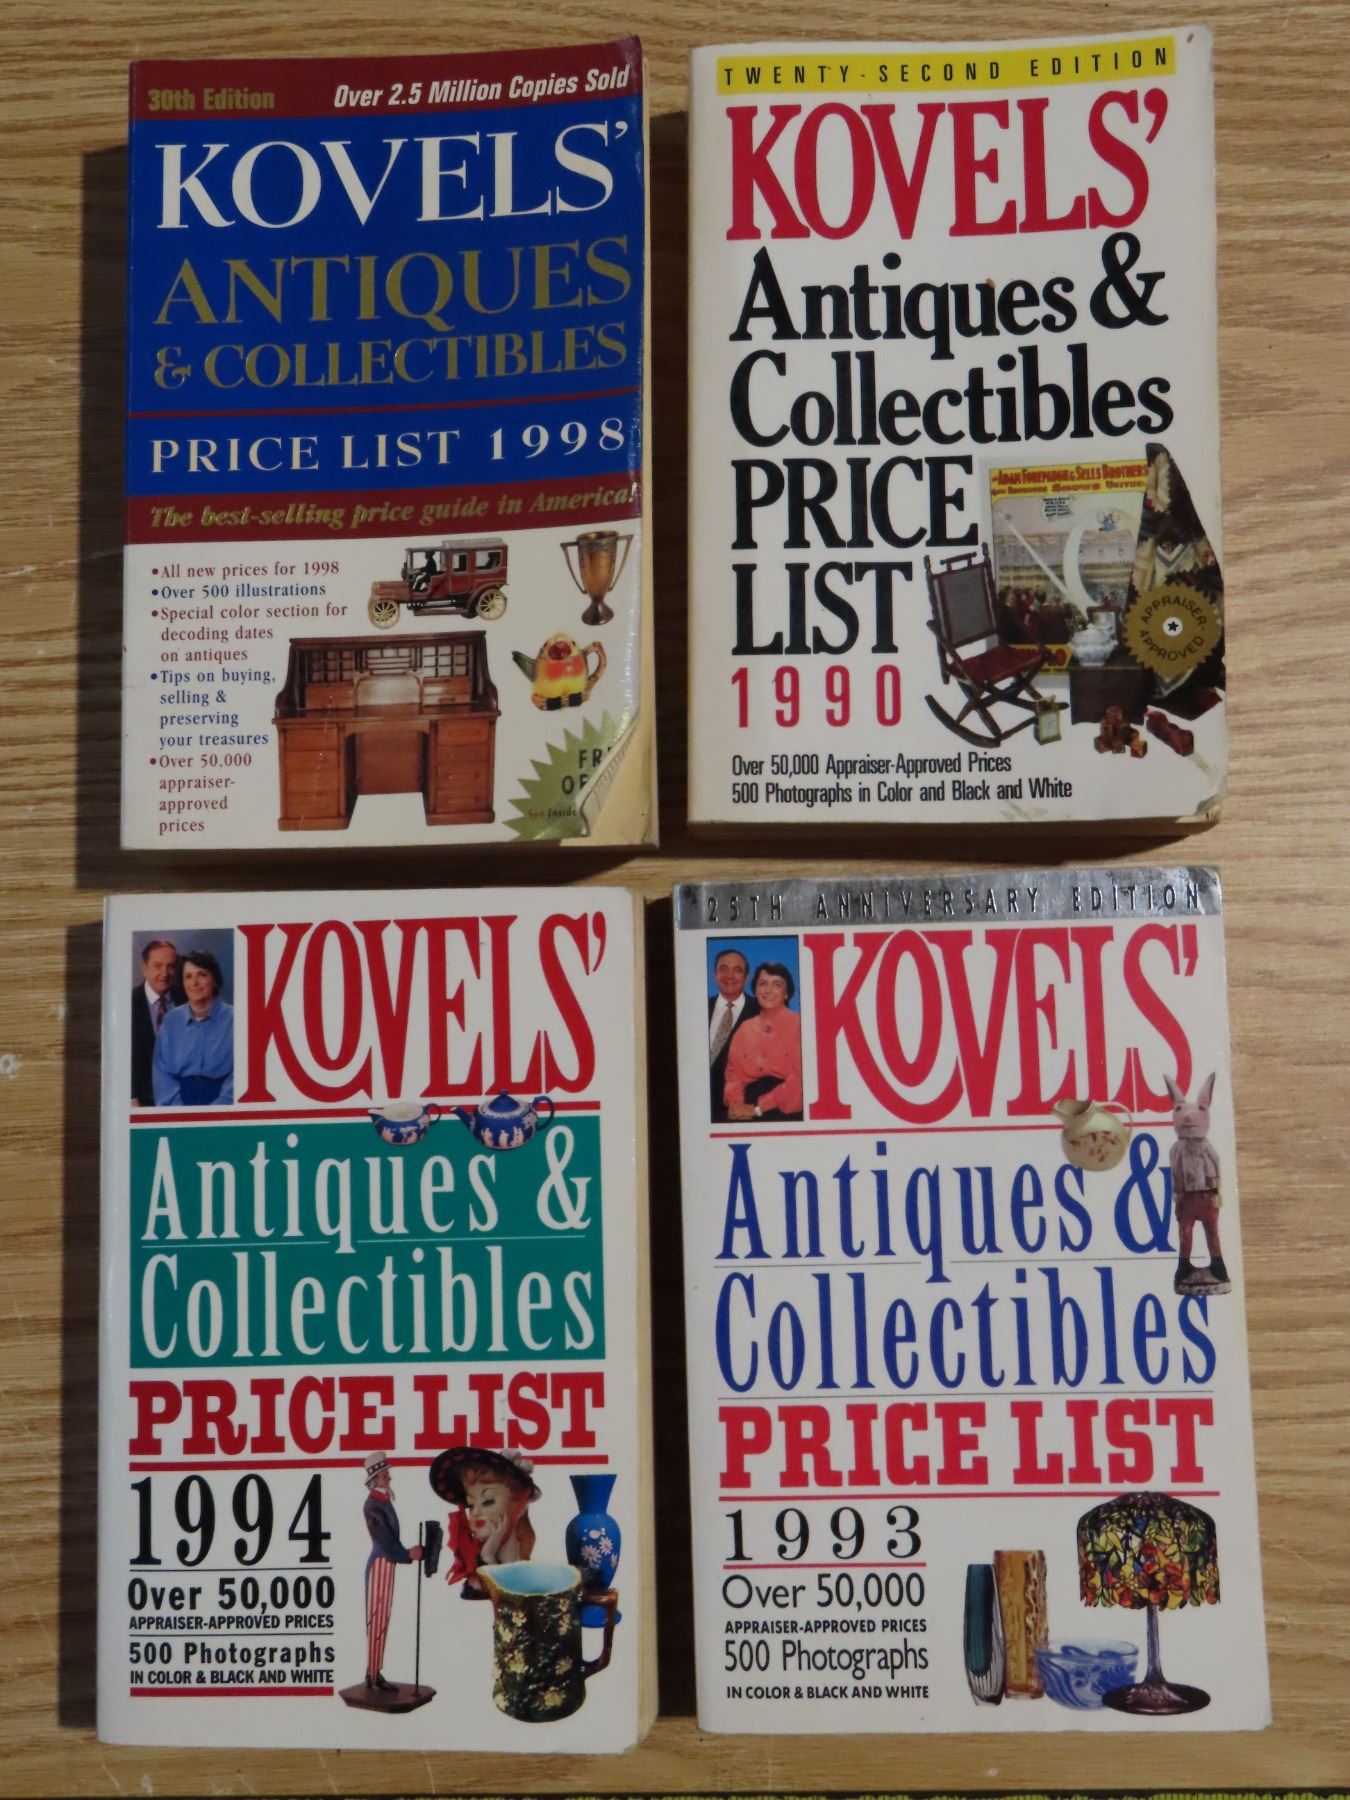 30th Edition
Over 2.5 Million Copies Sold
KOVELS'
ANTIQUES
& COLLECTIBLES
PRICE LIST 1998
The best-selling price guide in America!
•All new prices for 1998
•Over 500 illustrations
•Special color section for
decoding dates
on antiques
•Tips on buying,
selling &
preserving
your treasures
•Over 50,000
appraiser-
approved
prices
See Inside
TWENTY-SECOND EDITION
KOVELS'
Antiques &
Collectibles
PRICE
LIST
1990
ADAM FOREPAUGH & SELLS BROTHERS
APPRAISER-
APPROVED
Over 50,000 Appraiser-Approved Prices
500 Photographs in Color and Black and White
KOVELS'
Antiques &
Collectibles
PRICE LIST
1994
Over 50,000
APPRAISER-APPROVED PRICES
500 Photographs
IN COLOR & BLACK AND WHITE
25TH ANNIVERSARY EDITION
KOVELS'
Antiques &
Collectibles
PRICE LIST
1993
Over 50,000
APPRAISER-APPROVED PRICES
500 Photographs
IN COLOR & BLACK AND WHITE